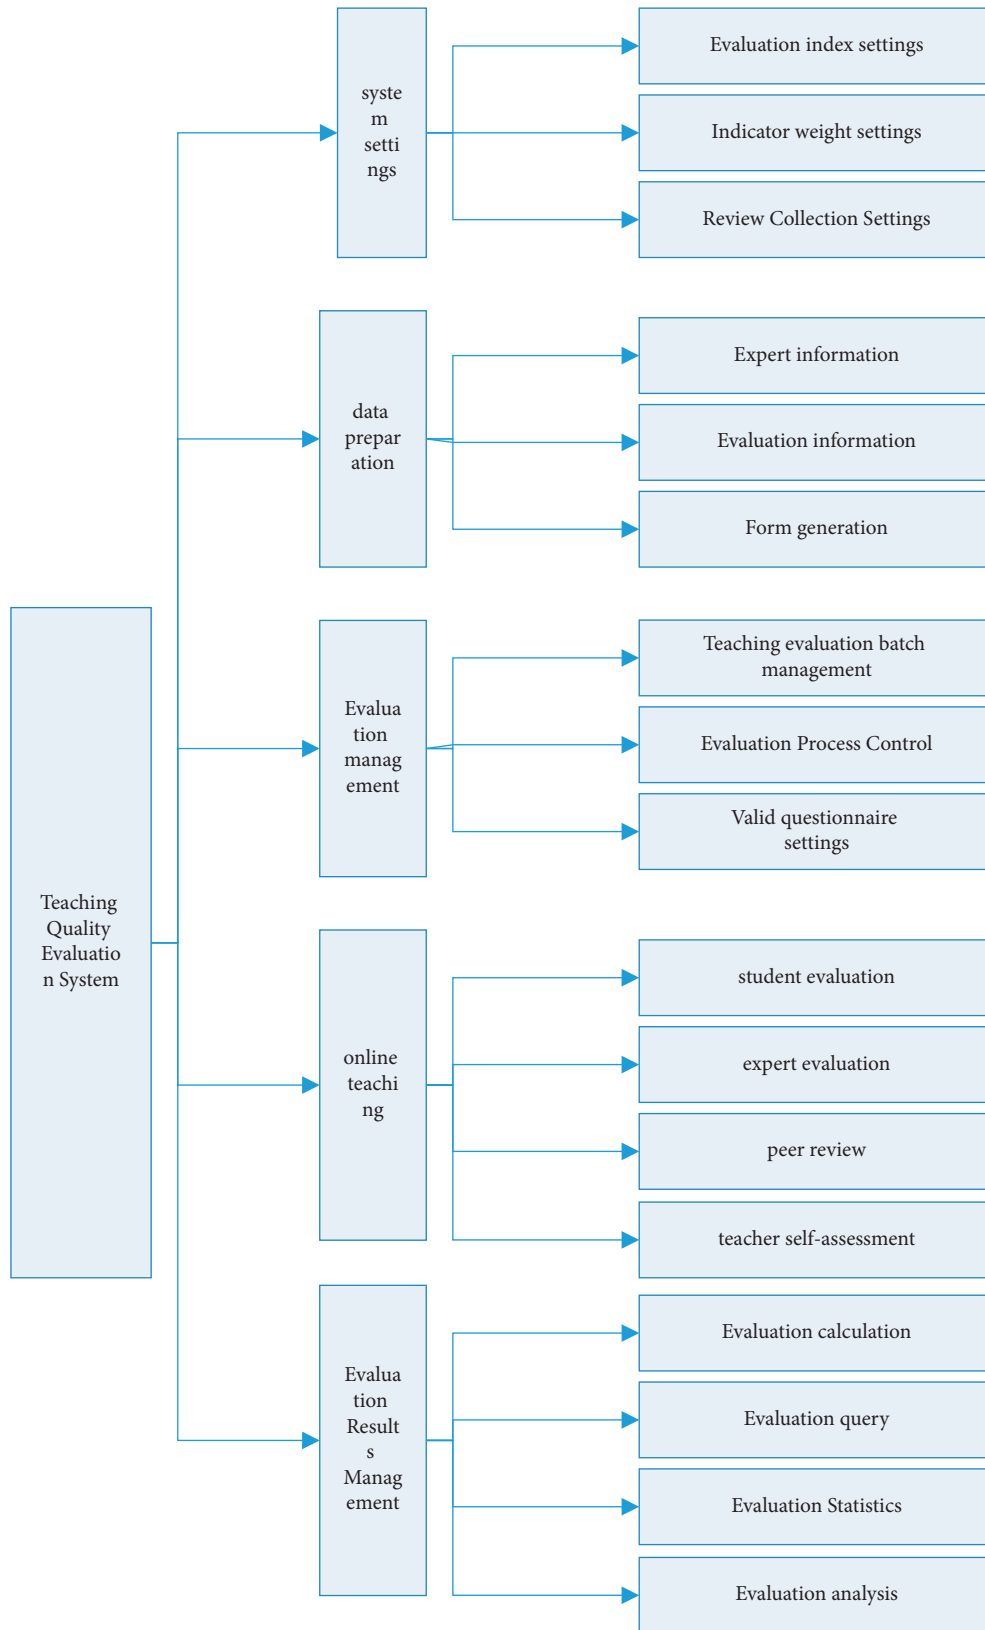 Teaching
Quality
Evaluatio
n System
syste
m
setti
ngs
Evaluation index settings
Indicator weight settings
Review Collection Settings
data
prepar
ation
Expert information
Evaluation information
Form generation
Evalua
tion
manag
ement
Teaching evaluation batch
management
Evaluation Process Control
Valid questionnaire
settings
online
teachi
ng
student evaluation
expert evaluation
peer review
teacher self-assessment
Evalua
tion
Result
s
Manag
ement
Evaluation calculation
Evaluation query
Evaluation Statistics
Evaluation analysis